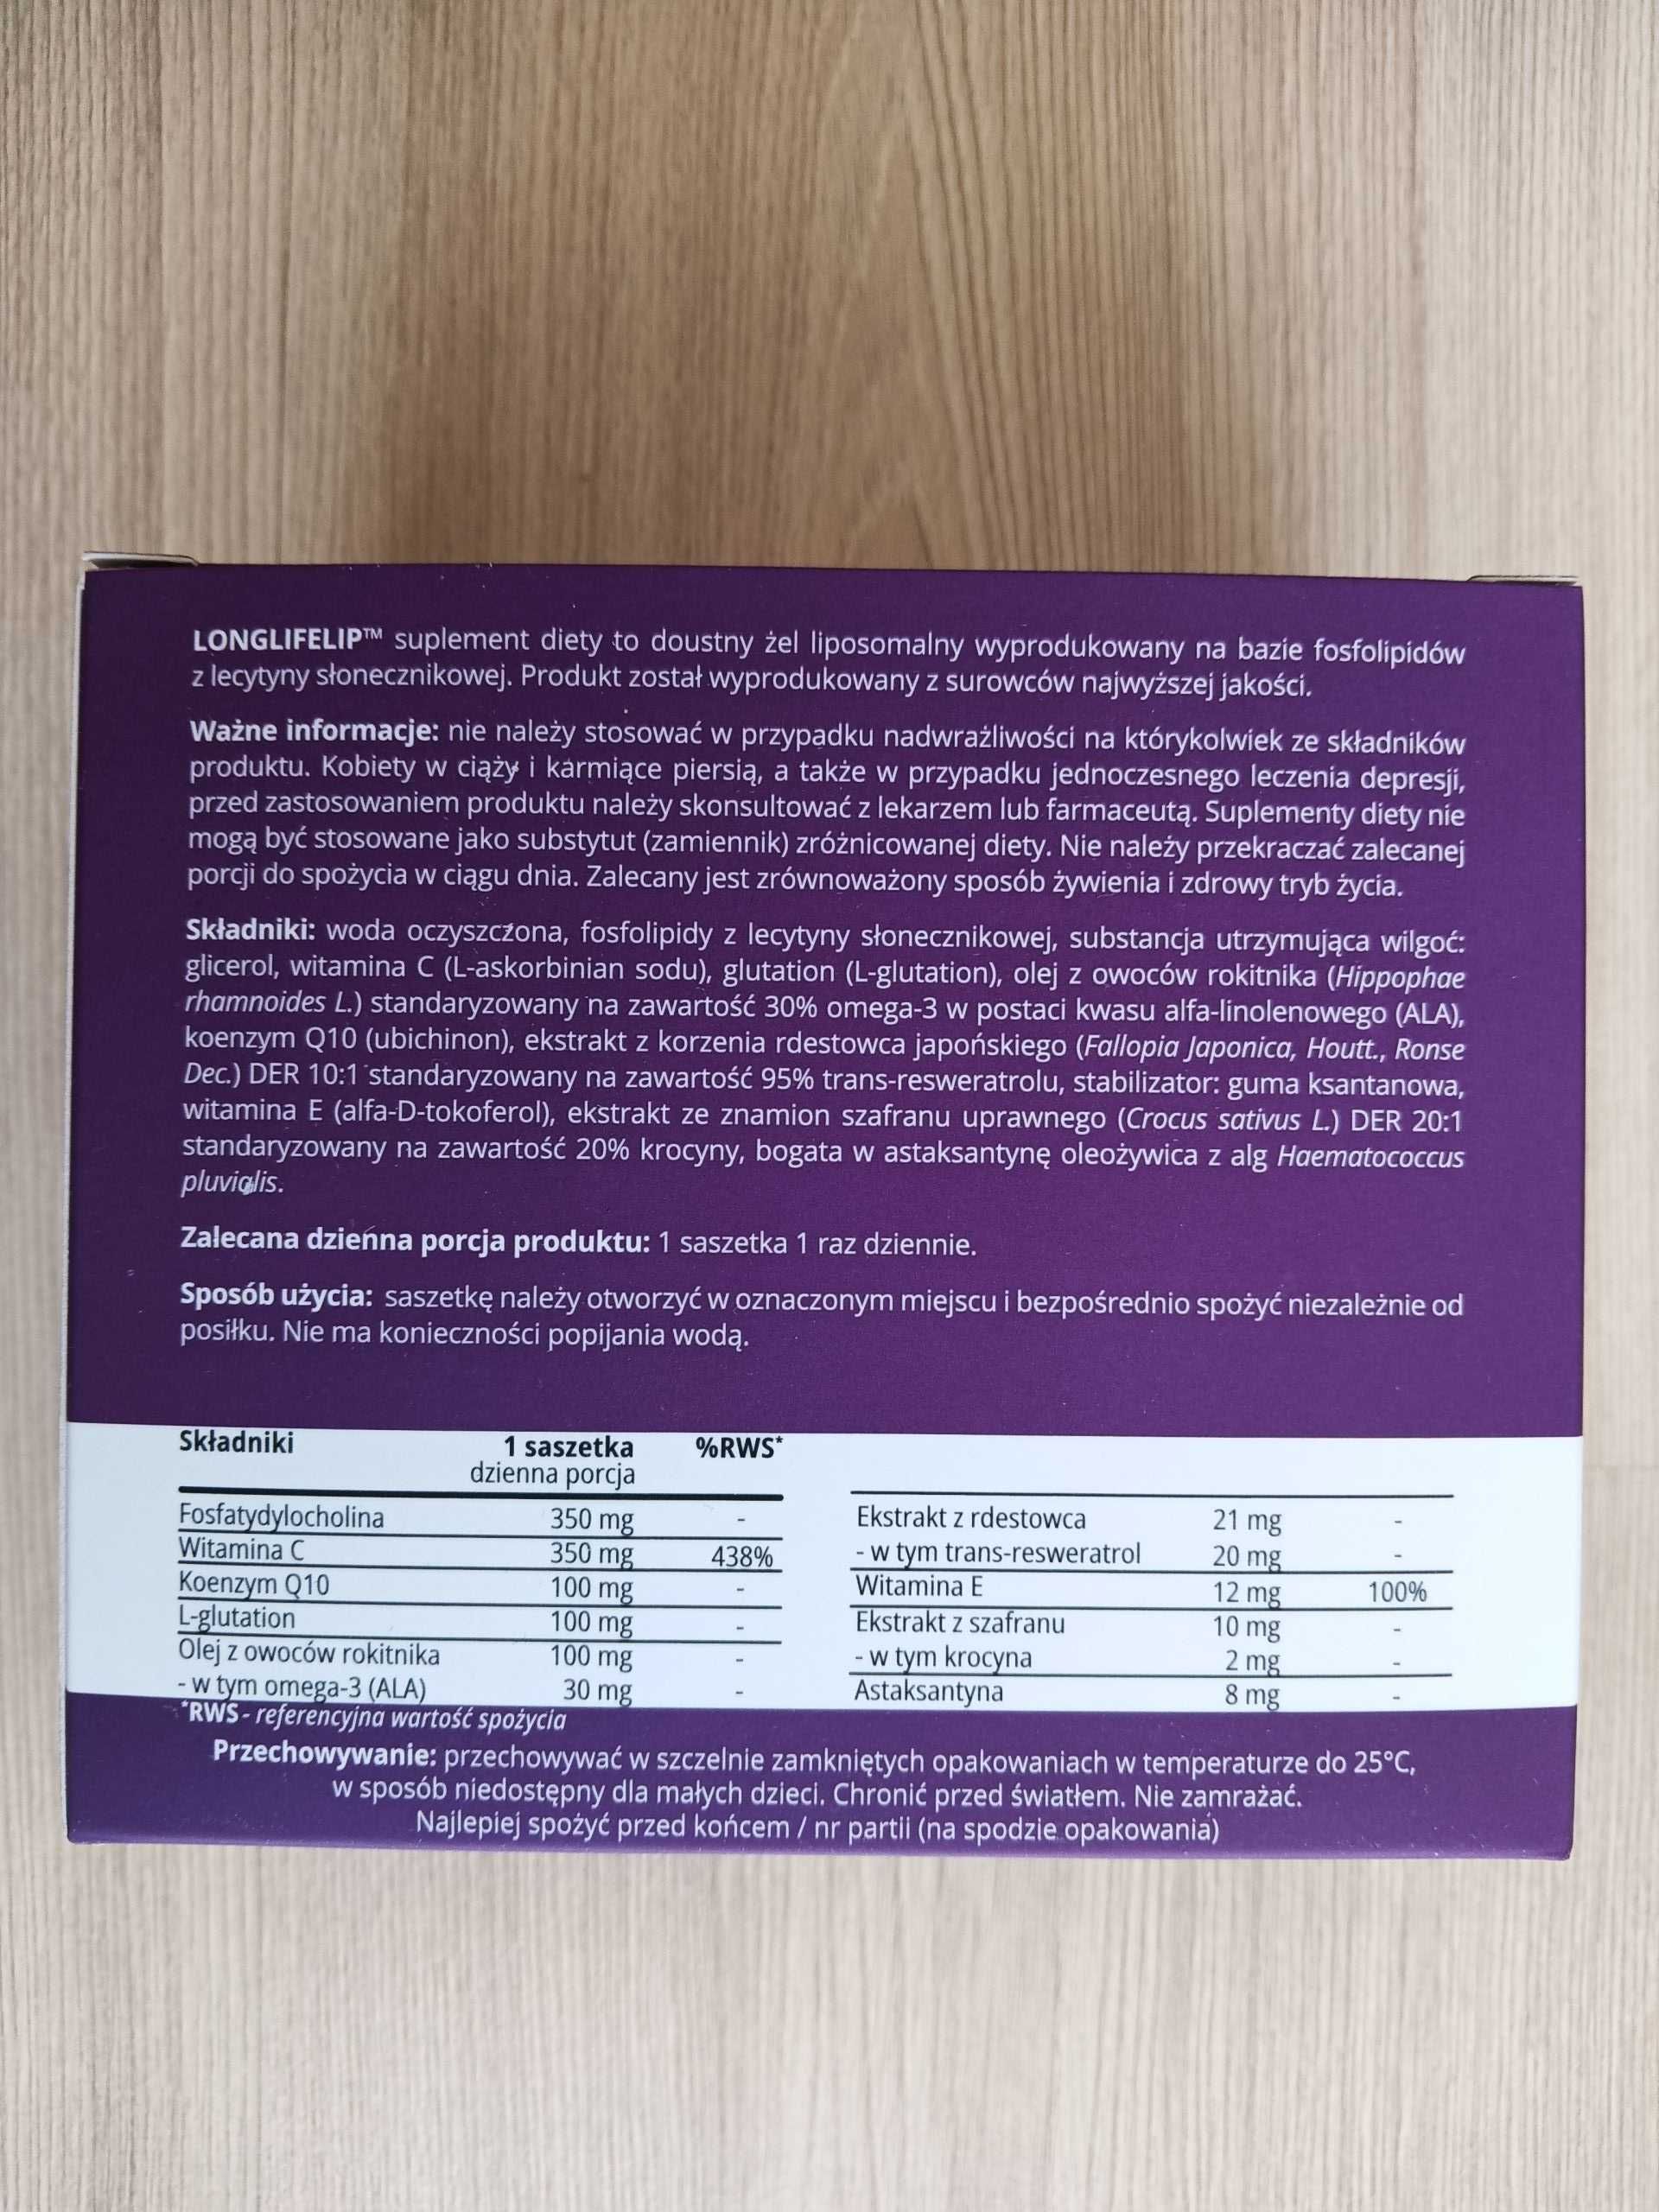 LONGLIFELIP™ suplement diety to doustny żel liposomalny wyprodukowany na bazie fosfolipidów
z lecytyny słonecznikowej. Produkt został wyprodukowany z surowców najwyższej jakości.
Ważne informacje: nie należy stosować w przypadku nadwrażliwości na którykolwiek ze składników
produktu. Kobiety w ciąży i karmiące piersią, a także w przypadku jednoczesnego leczenia depresji,
przed zastosowaniem produktu należy skonsultować z lekarzem lub farmaceutą. Suplementy diety nie
mogą być stosowane jako substytut (zamiennik) zróżnicowanej diety. Nie należy przekraczać zalecanej
porcji do spożycia w ciągu dnia. Zalecany jest zrównoważony sposób żywienia i zdrowy tryb życia.
Składniki: woda oczyszczona, fosfolipidy z lecytyny słonecznikowej, substancja utrzymująca wilgoć:
glicerol, witamina C (L-askorbinian sodu), glutation (L-glutation), olej z owoców rokitnika (Hippophae
rhamnoides L.) standaryzowany na zawartość 30% omega-3 w postaci kwasu alfa-linolenowego (ALA),
koenzym Q10 (ubichinon), ekstrakt z korzenia rdestowca japońskiego (Fallopia Japonica, Houtt., Ronse
Dec.) DER 10:1 standaryzowany na zawartość 95% trans-resweratrolu, stabilizator: guma ksantanowa,
witamina E (alfa-D-tokoferol), ekstrakt ze znamion szafranu uprawnego (Crocus sativus L.) DER 20:1
standaryzowany na zawartość 20% krocyny, bogata w astaksantynę oleożywica z alg Haematococcus
pluvialis.
Zalecana dzienna porcja produktu: 1 saszetka 1 raz dziennie.
Sposób użycia: saszetkę należy otworzyć w oznaczonym miejscu i bezpośrednio spożyć niezależnie od
posiłku. Nie ma konieczności popijania wodą.
Składniki 1 saszetka %RWS*
dzienna porcja
Fosfatydylocholina 350 mg -
Witamina C 350 mg 438%
Koenzym Q10 100 mg -
L-glutation 100 mg -
Olej z owoców rokitnika 100 mg -
- w tym omega-3 (ALA) 30 mg -
Ekstrakt z rdestowca 21 mg -
- w tym trans-resweratrol 20 mg -
Witamina E 12 mg 100%
Ekstrakt z szafranu 10 mg -
- w tym krocyna 2 mg -
Astaksantyna 8 mg -
*RWS - referencyjna wartość spożycia
Przechowywanie: przechowywać w szczelnie zamkniętych opakowaniach w temperaturze do 25°C,
w sposób niedostępny dla małych dzieci. Chronić przed światłem. Nie zamrażać.
Najlepiej spożyć przed końcem / nr partii (na spodzie opakowania)